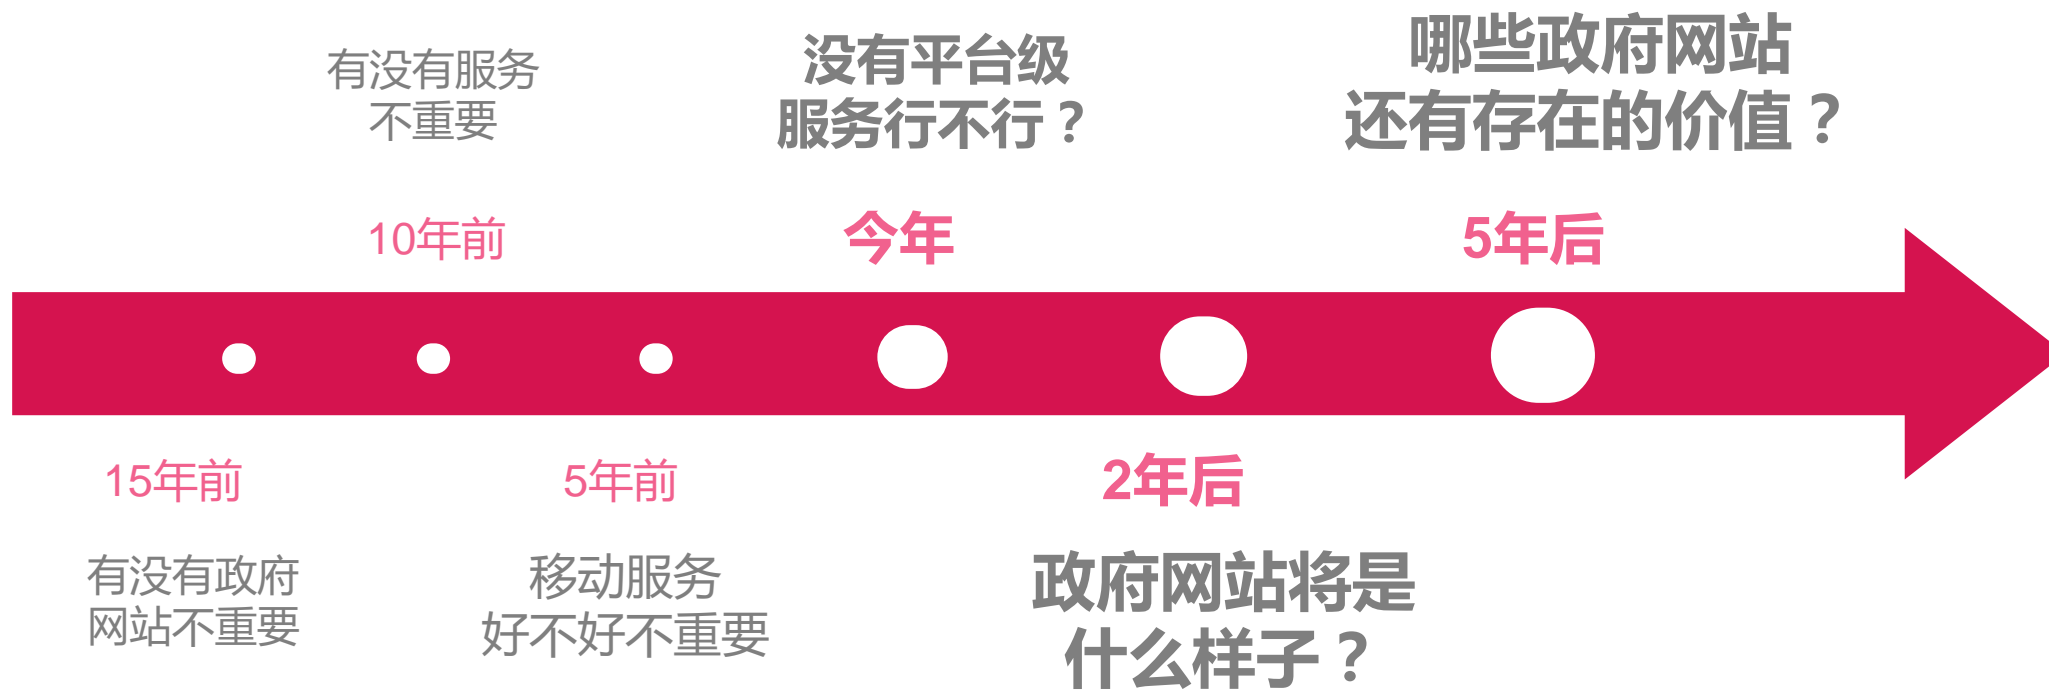 有没有服务
不重要
没有平台级
服务行不行？
哪些政府网站
还有存在的价值？
10年前
今年
5年后
15年前
5年前
2年后
有没有政府
网站不重要
移动服务
好不好不重要
政府网站将是
什么样子？